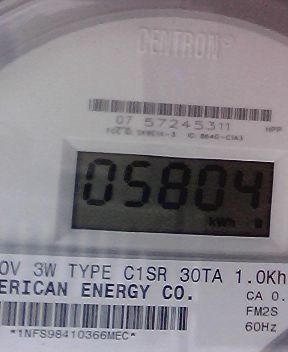 CENTRON®
07 57245311
HPP
05804
kWh
0V 3W TYPE C1SR 30TA 1.0Kh
ERICAN ENERGY CO.
CA 0.
FM2S
60Hz
*1NFS98410366MEC*